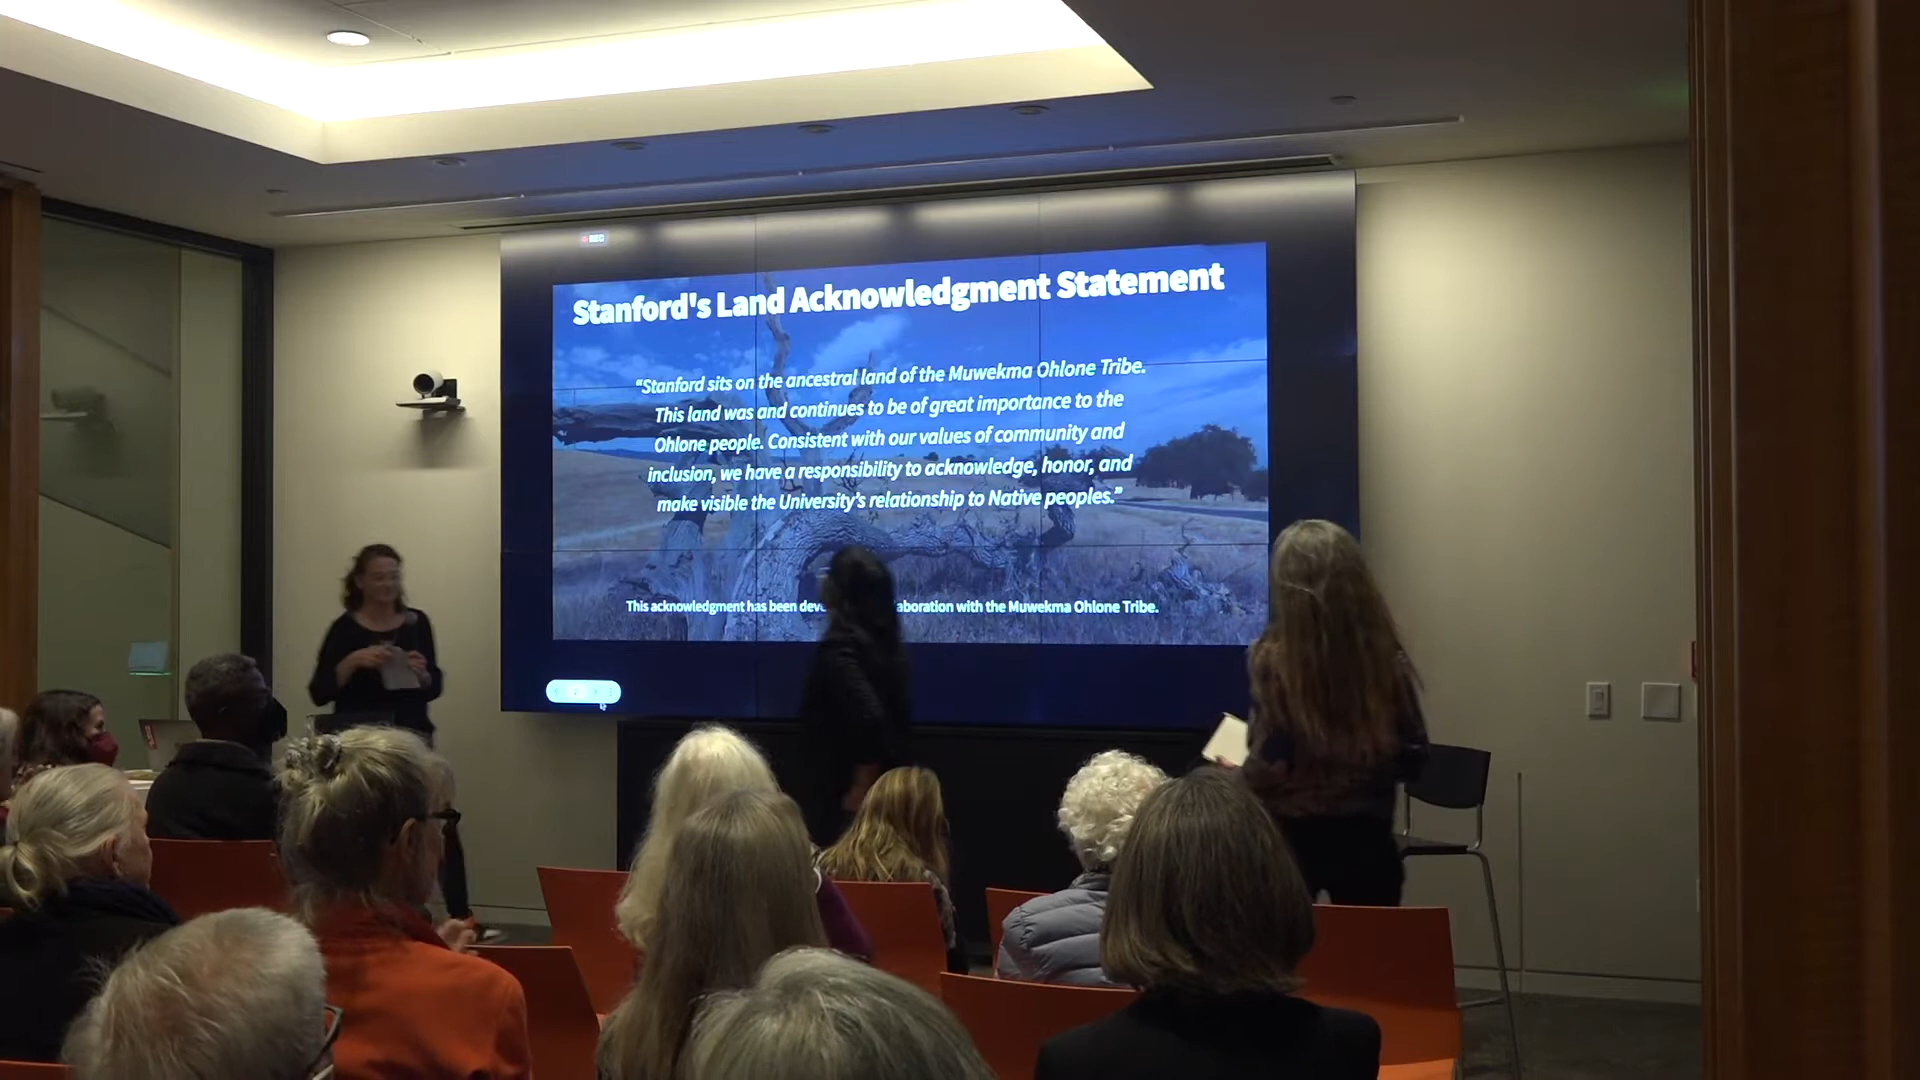 REC
Stanford's Land Acknowledgment Statement
“Stanford sits on the ancestral land of the Muwekma Ohlone Tribe.
This land was and continues to be of great importance to the
Ohlone people. Consistent with our values of community and
inclusion, we have a responsibility to acknowledge, honor, and
make visible the University’s relationship to Native peoples.”
This acknowledgment has been dev aboration with the Muwekma Ohlone Tribe.